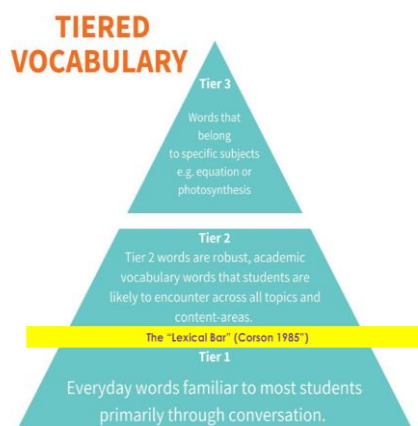 TIERED
VOCABULARY
Tier 3
Words that
belong
to specific subjects
e.g. equation or
photosynthesis
Tier 2
Tier 2 words are robust, academic
vocabulary words that students are
likely to encounter across all topics and
content-areas.
The "Lexical Bar" (Corson 1985")
Tier 1
Everyday words familiar to most students
primarily through conversation.